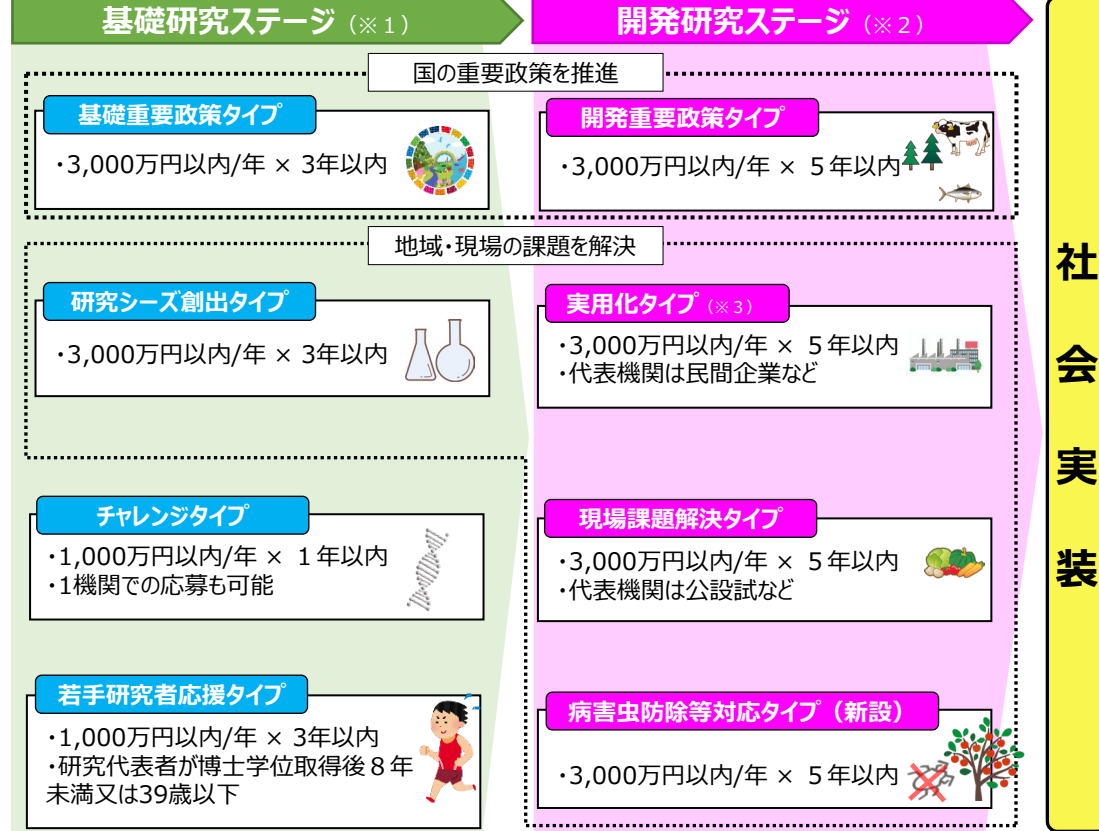 基礎研究ステージ（※１）
開発研究ステージ（※２）
国の重要政策を推進
基礎重要政策タイプ
・3,000万円以内/年 × 3年以内
開発重要政策タイプ
・3,000万円以内/年 × ５年以内
地域・現場の課題を解決
研究シーズ創出タイプ
・3,000万円以内/年 × 3年以内
実用化タイプ（※３）
・3,000万円以内/年 × ５年以内
・代表機関は民間企業など
チャレンジタイプ
・1,000万円以内/年 × １年以内
・1機関での応募も可能
現場課題解決タイプ
・3,000万円以内/年 × ５年以内
・代表機関は公設試など
若手研究者応援タイプ
・1,000万円以内/年 × 3年以内
・研究代表者が博士学位取得後８年
未満又は39歳以下
病害虫防除等対応タイプ（新設）
・3,000万円以内/年 × ５年以内
社会実装